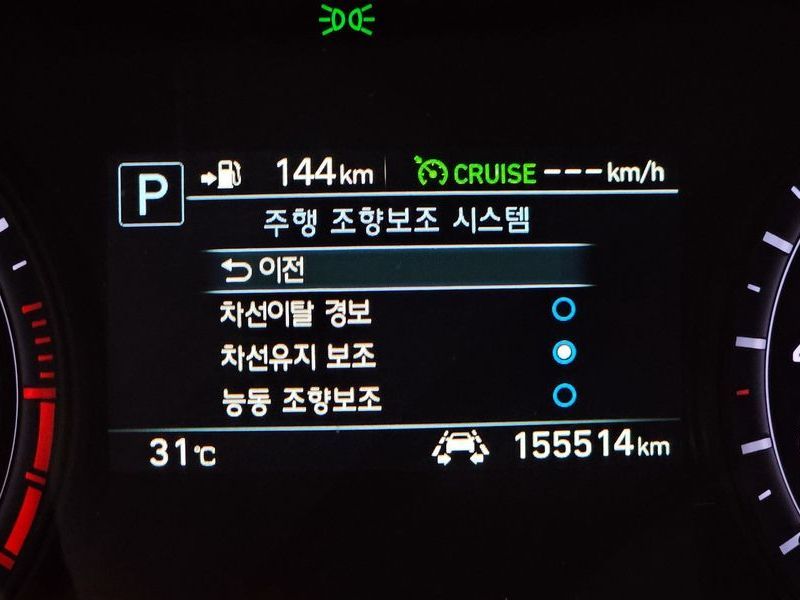 P 144km CRUISE ---km/h
주행 조향보조 시스템
이전
차선이탈 경보
차선유지 보조
능동 조향보조
31℃ 155514km